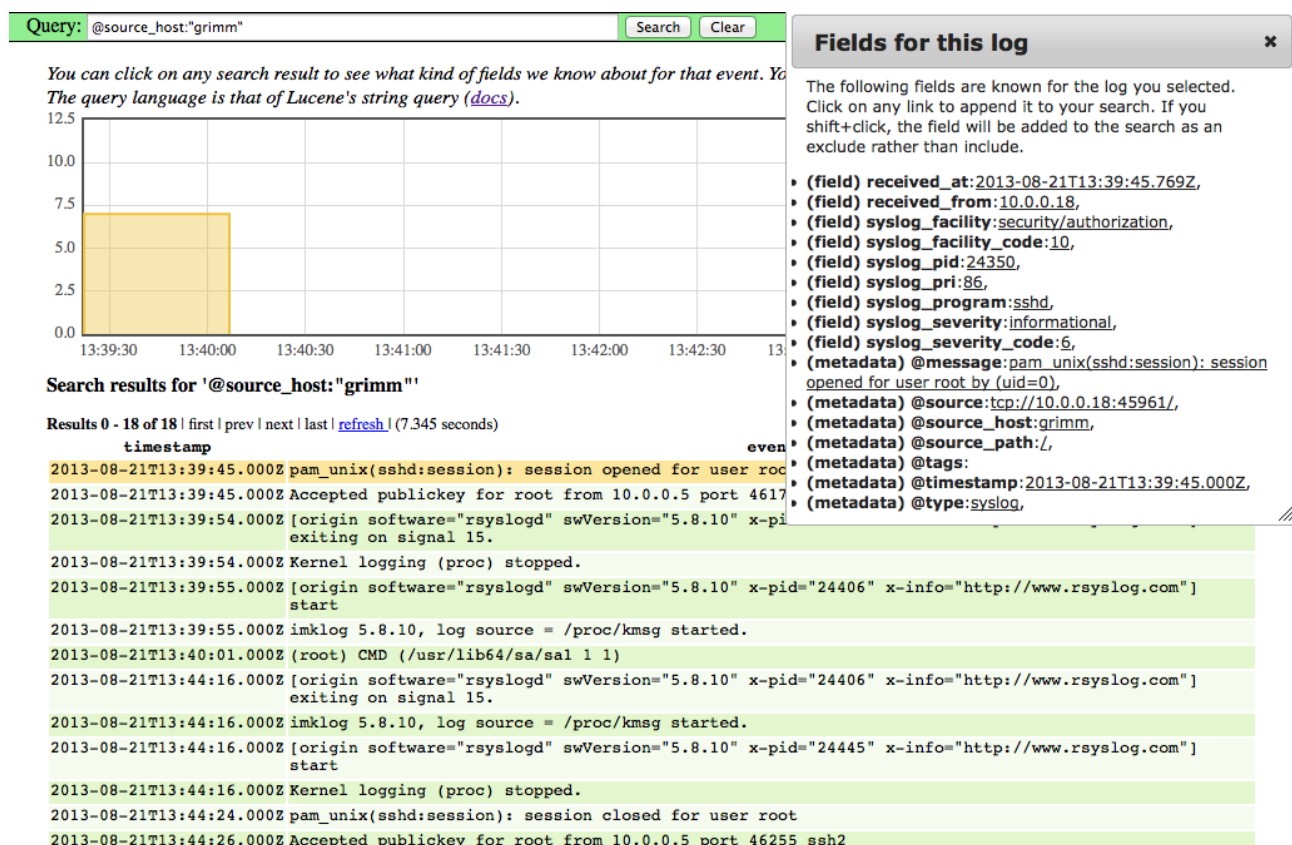 Query: @source_host:"grimm" Search Clear
You can click on any search result to see what kind of fields we know about for that event.
The query language is that of Lucene's string query (docs).
12.5
10.0
7.5
5.0
2.5
0.0
13:39:30 13:40:00 13:40:30 13:41:00 13:41:30 13:42:00 13:42:30
Search results for '@source_host:"grimm"'
Results 0 - 18 of 18 | first | prev | next | last | refresh | (7.345 seconds)
timestamp
2013-08-21T13:39:45.000Z pam_unix(sshd:session): session opened for user
2013-08-21T13:39:45.000Z Accepted publickey for root from 10.0.0.5 port
2013-08-21T13:39:54.000Z [origin software="rsyslogd" swVersion="5.8.10"
exiting on signal 15.
2013-08-21T13:39:54.000Z Kernel logging (proc) stopped.
2013-08-21T13:39:55.000Z [origin software="rsyslogd" swVersion="5.8.10" x-pid="24406" x-info="http://www.rsyslog.com"]
start
2013-08-21T13:39:55.000Z imklog 5.8.10, log source = /proc/kmsg started.
2013-08-21T13:40:01.000Z (root) CMD (/usr/lib64/sa/sa1 1 1)
2013-08-21T13:44:16.000Z [origin software="rsyslogd" swVersion="5.8.10" x-pid="24406" x-info="http://www.rsyslog.com"]
exiting on signal 15.
2013-08-21T13:44:16.000Z imklog 5.8.10, log source = /proc/kmsg started.
2013-08-21T13:44:16.000Z [origin software="rsyslogd" swVersion="5.8.10" x-pid="24445" x-info="http://www.rsyslog.com"]
start
2013-08-21T13:44:16.000Z Kernel logging (proc) stopped.
2013-08-21T13:44:24.000Z pam_unix(sshd:session): session closed for user root
2013-08-21T13:44:26.000Z Accepted publickey for root from 10.0.0.5 port 46255 ssh2
Fields for this log
The following fields are known for the log you selected.
Click on any link to append it to your search. If you
shift+click, the field will be added to the search as an
exclude rather than include.
(field) received_at:2013-08-21T13:39:45.769Z,
(field) received_from:10.0.0.18,
(field) syslog_facility:security/authorization,
(field) syslog_facility_code:10,
(field) syslog_pid:24350,
(field) syslog_pri:86,
(field) syslog_program:sshd,
(field) syslog_severity:informational,
(field) syslog_severity_code:6,
(metadata) @message:pam_unix(sshd:session): session
opened for user root by (uid=0),
(metadata) @source:tcp://10.0.0.18:45961/,
(metadata) @source_host:grimm,
(metadata) @source_path:/,
(metadata) @tags:
(metadata) @timestamp:2013-08-21T13:39:45.000Z,
(metadata) @type:syslog,